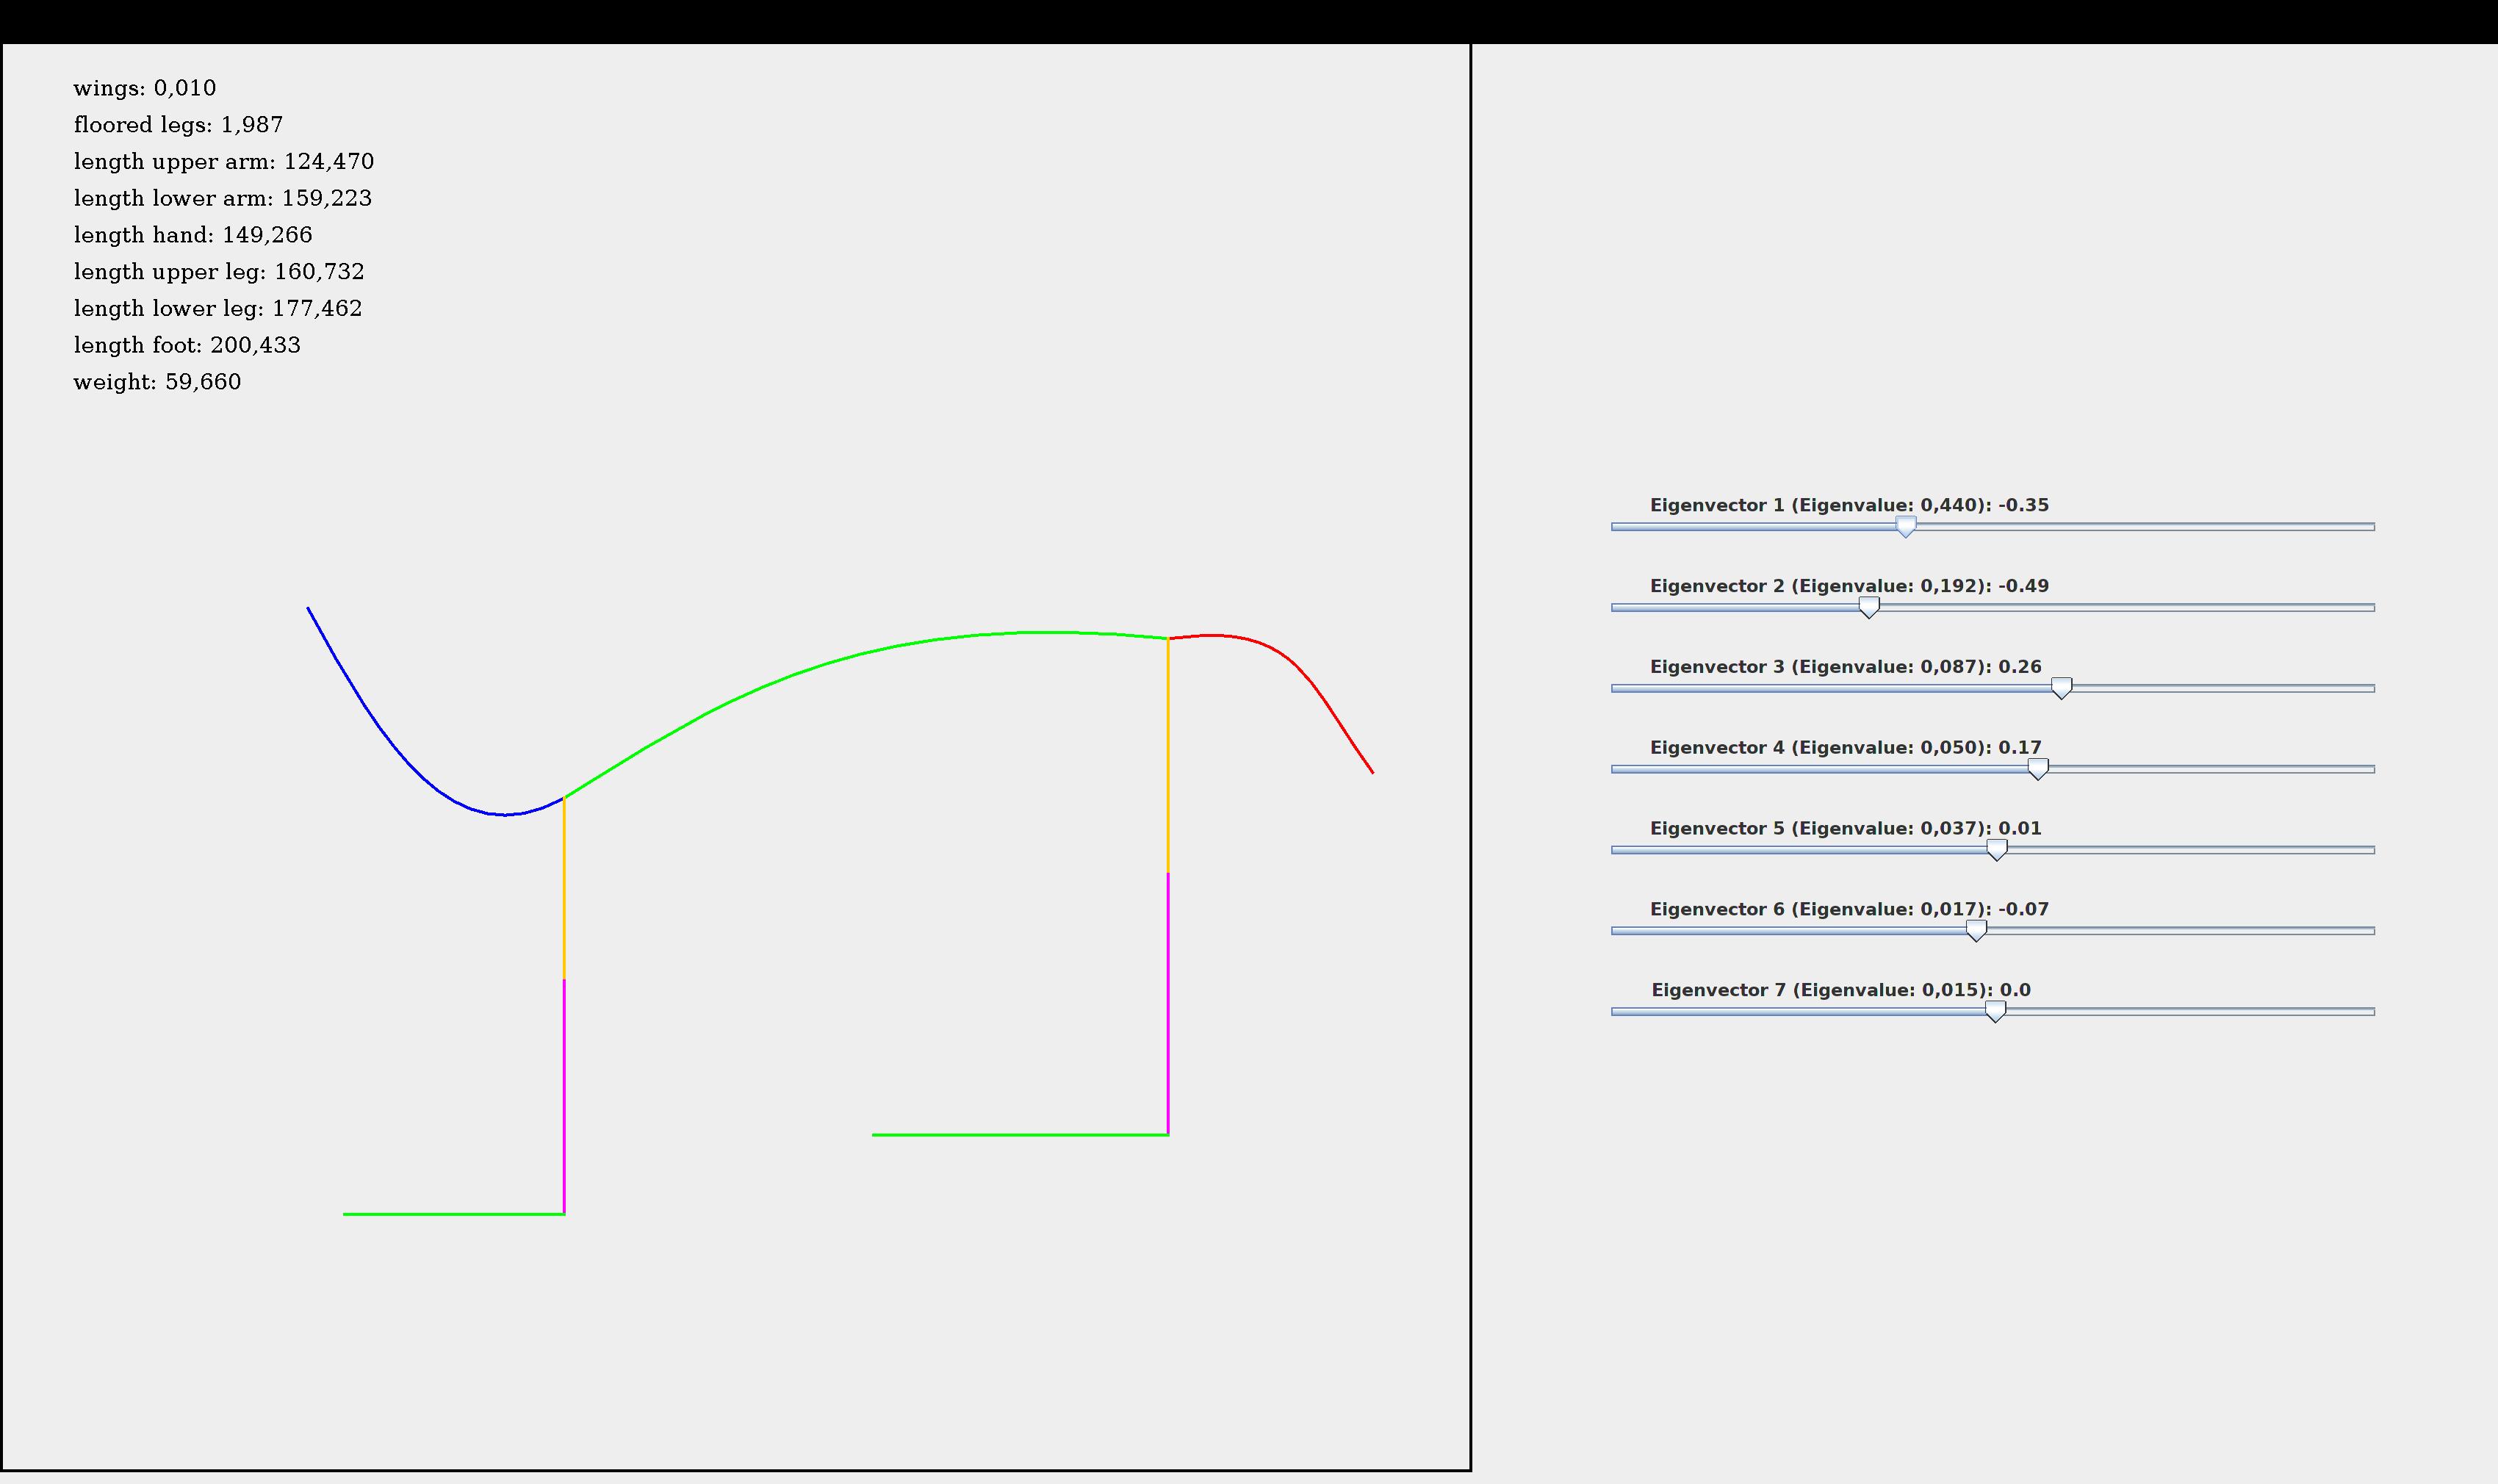 wings: 0,010
floored legs: 1,987
length upper arm: 124,470
length lower arm: 159,223
length hand: 149,266
length upper leg: 160,732
length lower leg: 177,462
length foot: 200,433
weight: 59,660
Eigenvector 1 (Eigenvalue: 0,440): -0.35
Eigenvector 2 (Eigenvalue: 0,192): -0.49
Eigenvector 3 (Eigenvalue: 0,087): 0.26
Eigenvector 4 (Eigenvalue: 0,050): 0.17
Eigenvector 5 (Eigenvalue: 0,037): 0.01
Eigenvector 6 (Eigenvalue: 0,017): -0.07
Eigenvector 7 (Eigenvalue: 0,015): 0.0